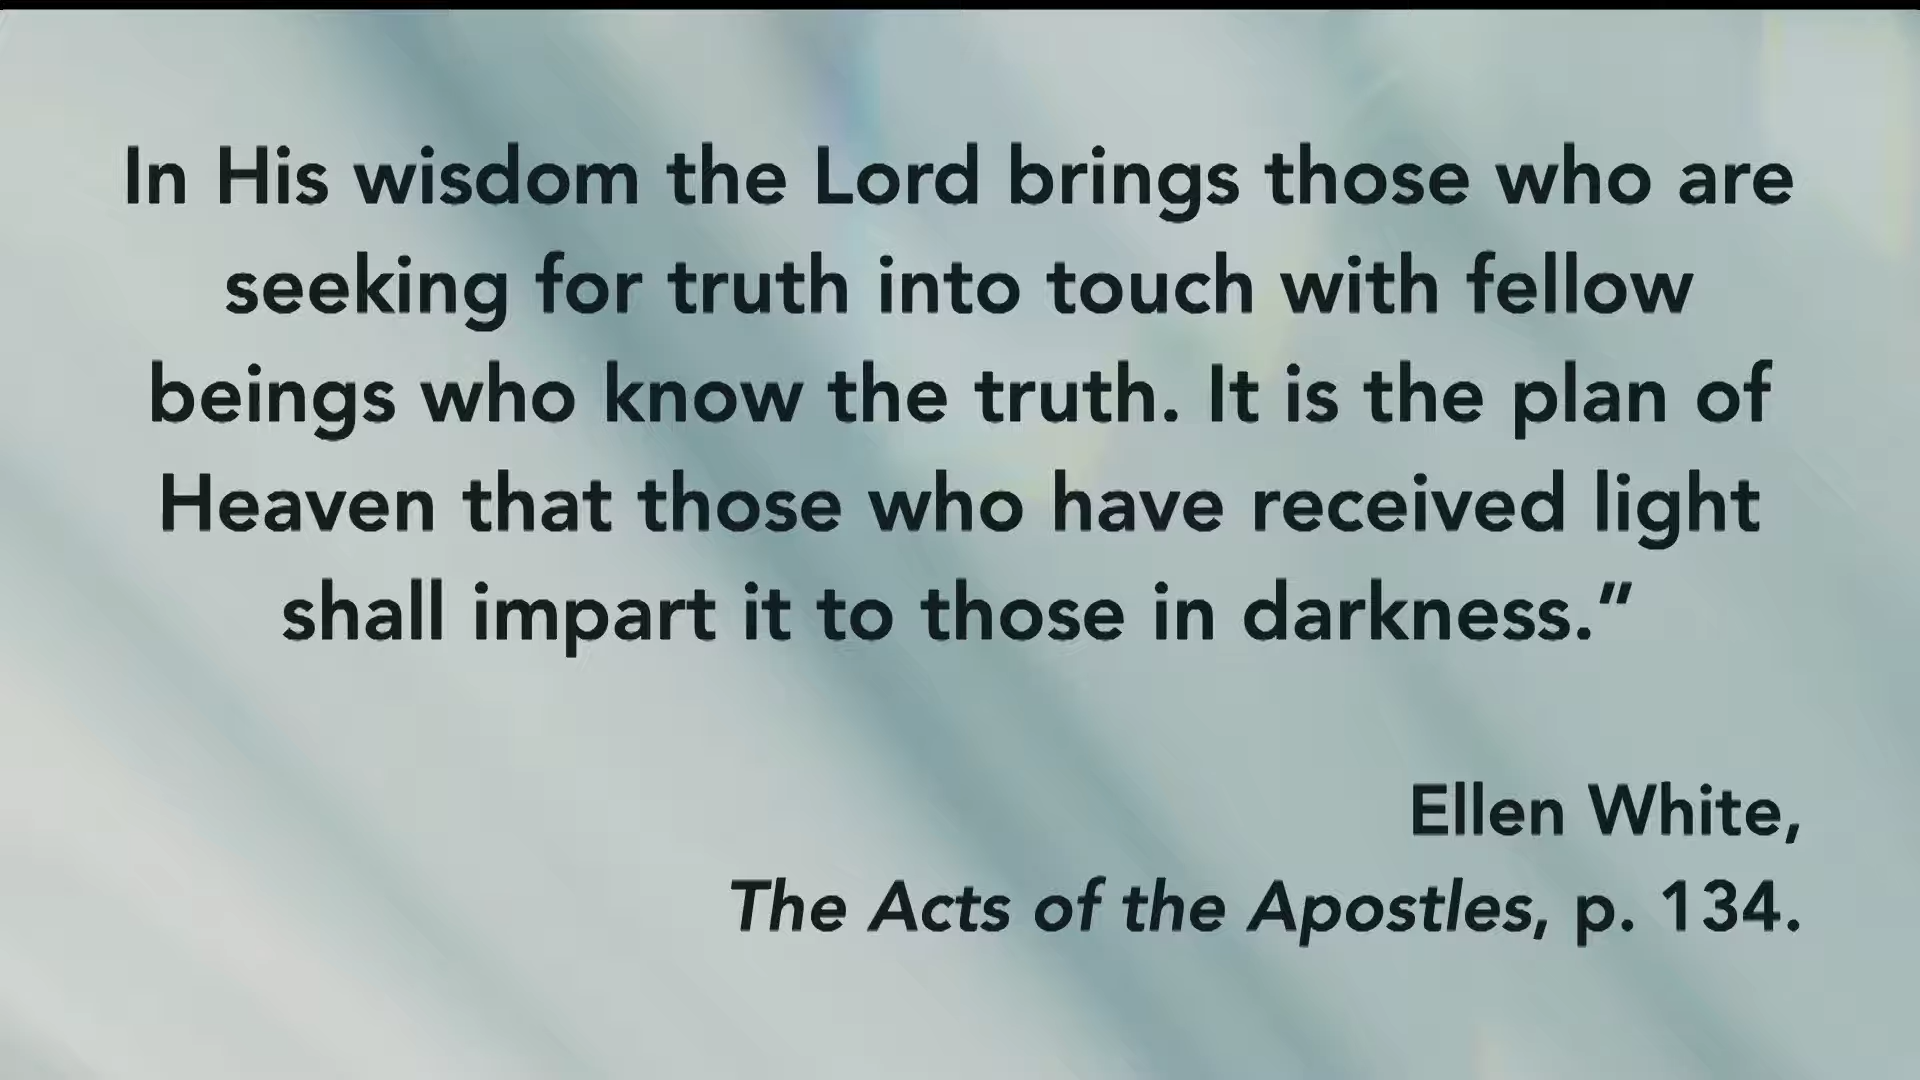 In His wisdom the Lord brings those who are
seeking for truth into touch with fellow
beings who know the truth. It is the plan of
Heaven that those who have received light
shall impart it to those in darkness.”
Ellen White,
The Acts of the Apostles, p. 134.